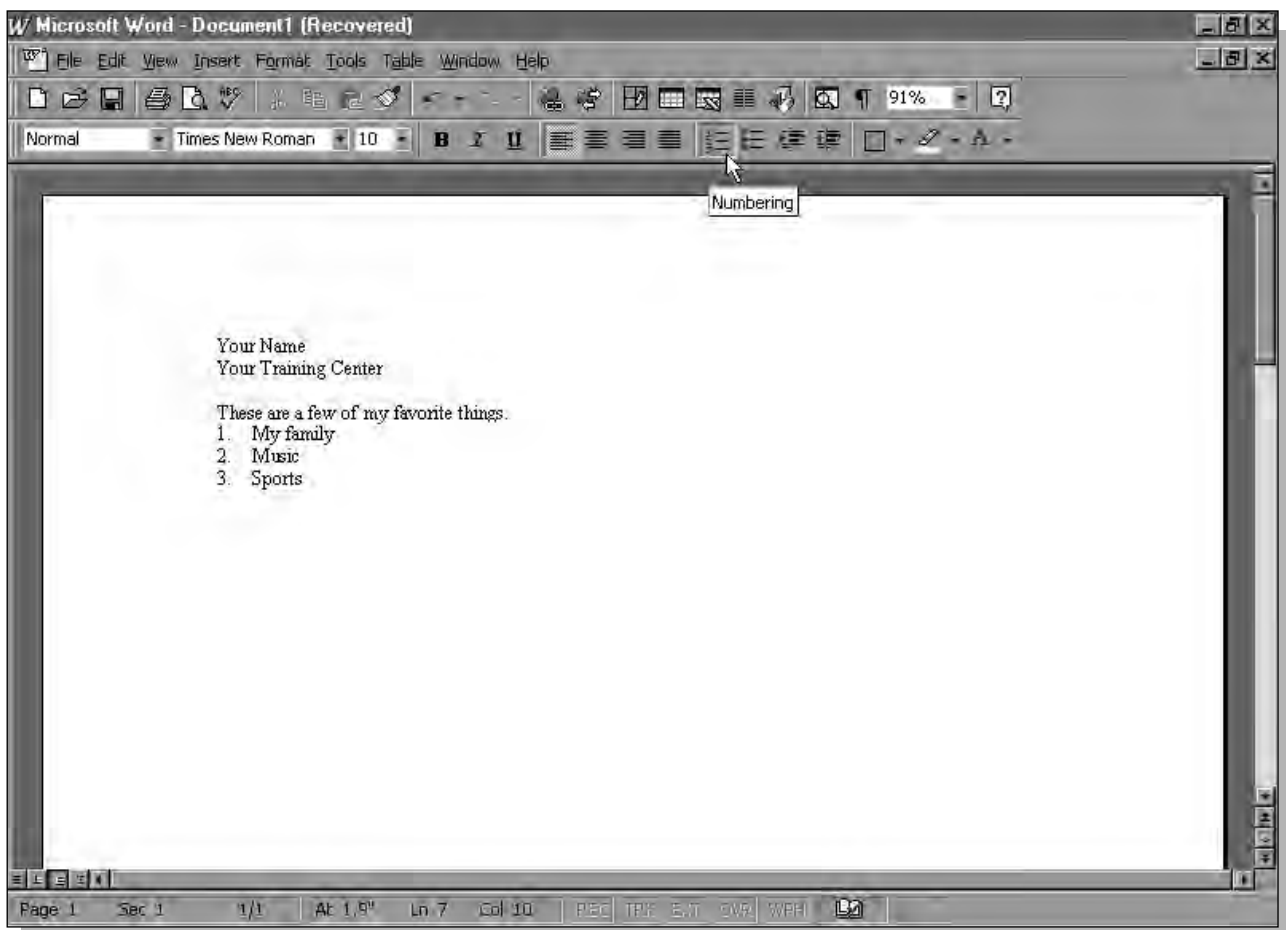 W Microsoft Word - Document1 (Recovered)
W File Edit View Insert Format Tools Table Window Help
ABC ¶ 91% ?
Normal Times New Roman 10 B I U A
Numbering
Your Name
Your Training Center
These are a few of my favorite things.
1. My family
2. Music
3. Sports
Page 1 Sec 1 1/1 At 1.9" Ln 7 Col 10 REC TRK EXT OVR WPH